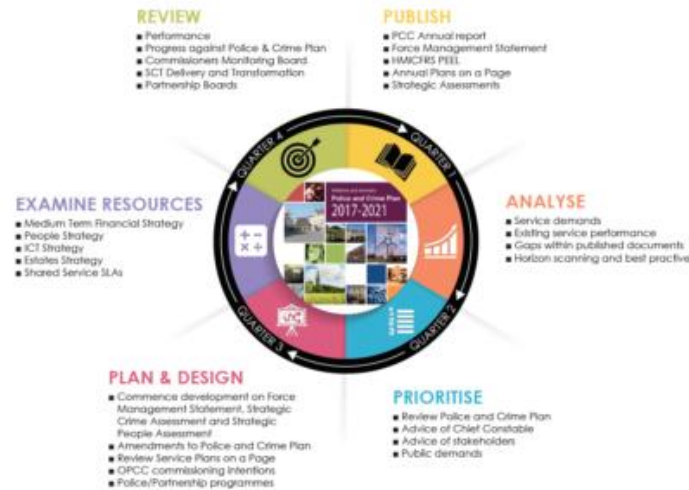 REVIEW
■ Performance
■ Progress against Police & Crime Plan
■ Commissioners Monitoring Board
■ SCT Delivery and Transformation
■ Partnership Boards
PUBLISH
■ PCC Annual report
■ Force Management Statement
■ HMICFRS PEEL
■ Annual Plans on a Page
■ Strategic Assessments
QUARTER 4
QUARTER 1
EXAMINE RESOURCES
■ Medium Term Financial Strategy
■ People Strategy
■ ICT Strategy
■ Estates Strategy
■ Shared Service SLAs
Police and Crime Plan
2017-2021
ANALYSE
■ Service demands
■ Existing service performance
■ Gaps within published documents
■ Horizon scanning and best practive
QUARTER 3
QUARTER 2
PLAN & DESIGN
■ Commence development on Force
Management Statement, Strategic
Crime Assessment and Strategic
People Assessment
■ Amendments to Police and Crime Plan
■ Review Service Plans on a Page
■ OPCC commissioning intentions
■ Police/Partnership programmes
PRIORITISE
■ Review Police and Crime Plan
■ Advice of Chief Constable
■ Advice of stakeholders
■ Public demands